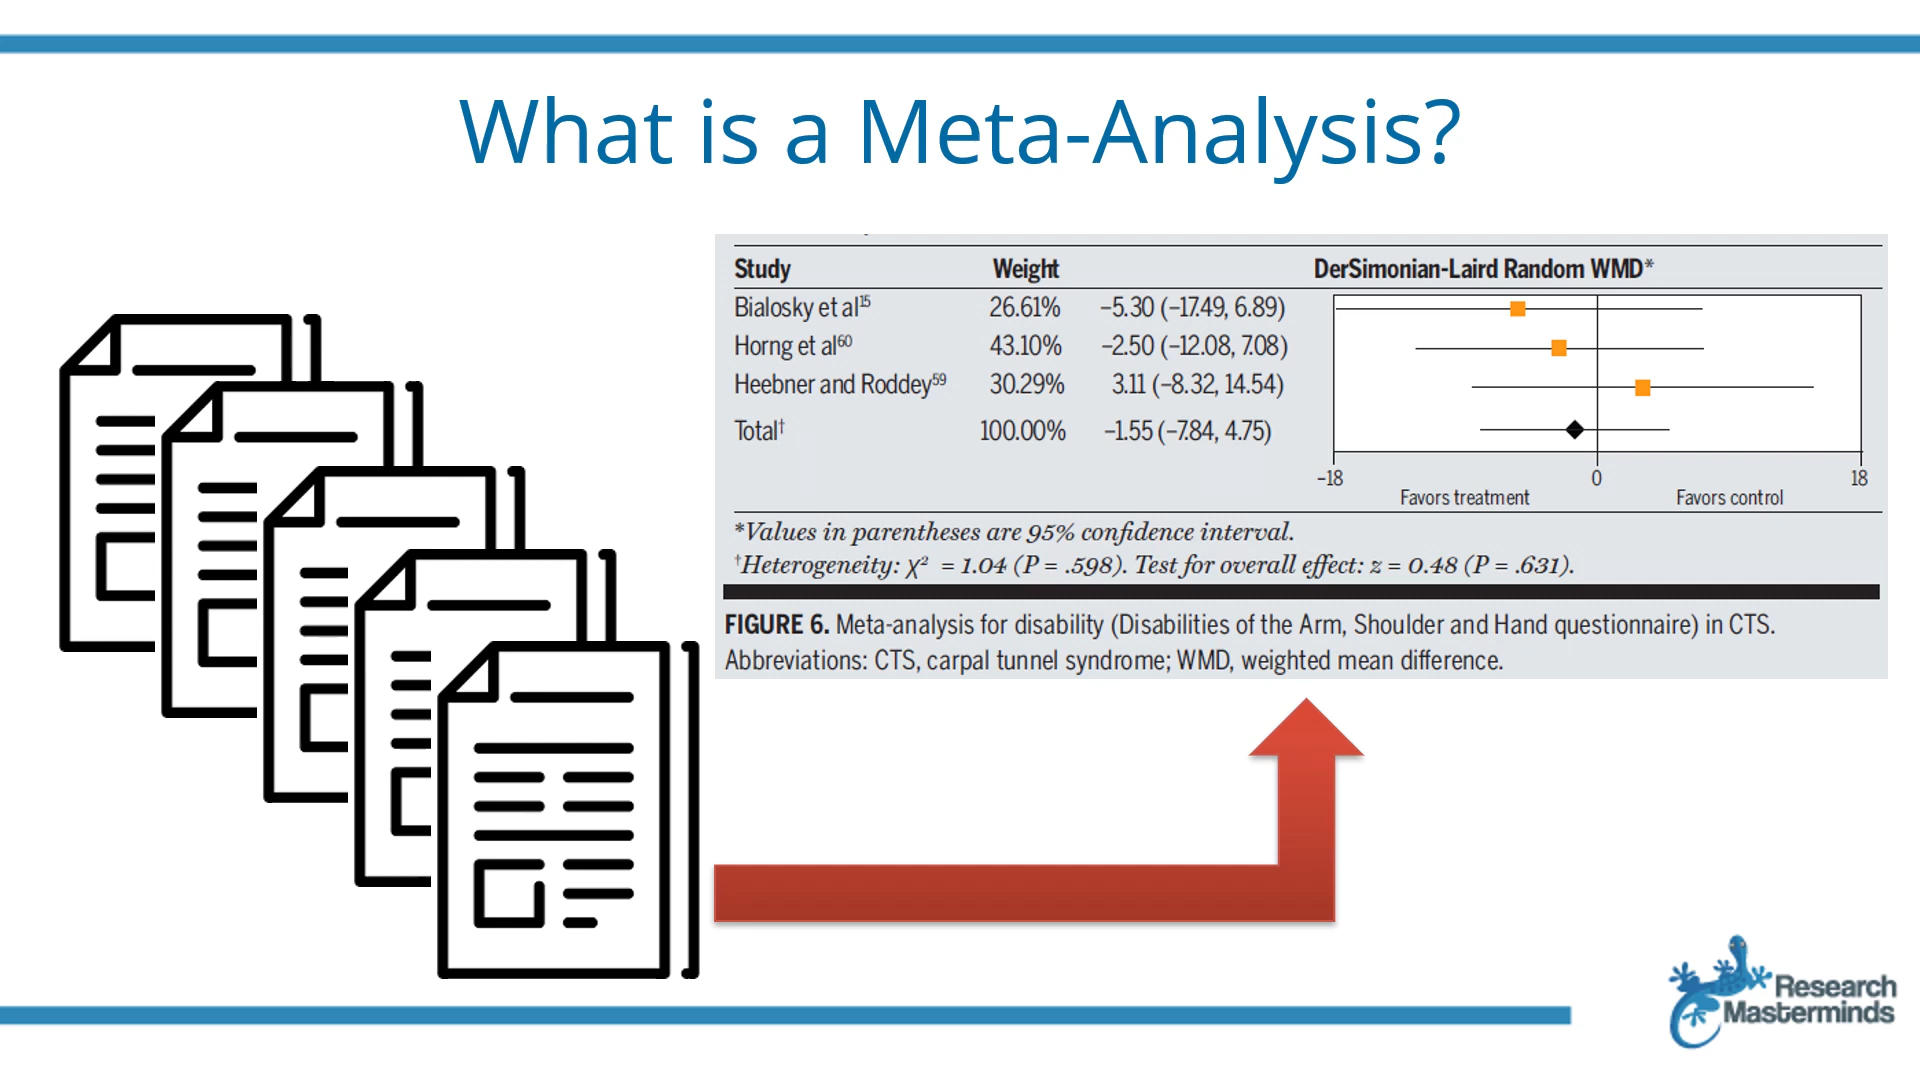 What is a Meta-Analysis?
Study Weight DerSimonian-Laird Random WMD*
Bialosky et al¹⁵ 26.61% –5.30 (–17.49, 6.89)
Horng et al⁶⁰ 43.10% –2.50 (–12.08, 7.08)
Heebner and Roddey⁵⁹ 30.29% 3.11 (–8.32, 14.54)
Total† 100.00% –1.55 (–7.84, 4.75)
–18 0 18
Favors treatment Favors control
*Values in parentheses are 95% confidence interval.
†Heterogeneity: χ² = 1.04 (P = .598). Test for overall effect: z = 0.48 (P = .631).
FIGURE 6. Meta-analysis for disability (Disabilities of the Arm, Shoulder and Hand questionnaire) in CTS.
Abbreviations: CTS, carpal tunnel syndrome; WMD, weighted mean difference.
Research
Masterminds